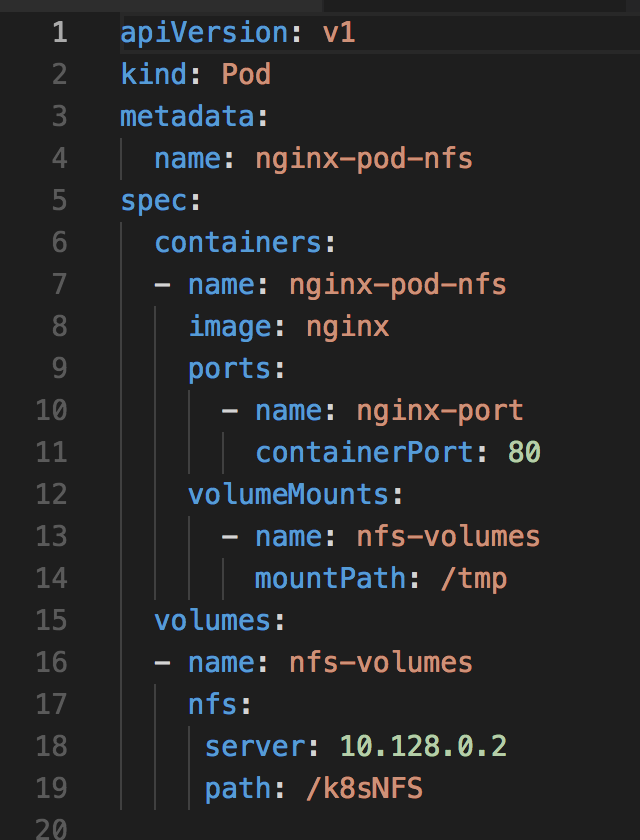 1 apiVersion: v1
2 kind: Pod
3 metadata:
4   name: nginx-pod-nfs
5 spec:
6   containers:
7   - name: nginx-pod-nfs
8     image: nginx
9     ports:
10       - name: nginx-port
11         containerPort: 80
12     volumeMounts:
13       - name: nfs-volumes
14         mountPath: /tmp
15   volumes:
16   - name: nfs-volumes
17     nfs:
18      server: 10.128.0.2
19      path: /k8sNFS
20